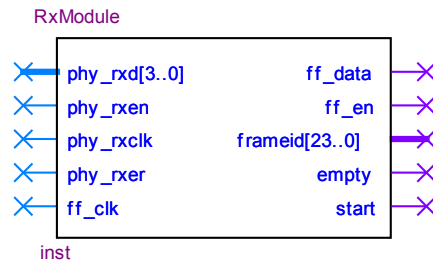 RxModule
phy_rxd[3..0] ff_data
phy_rxen ff_en
phy_rxclk frameid[23..0]
phy_rxer empty
ff_clk start
inst